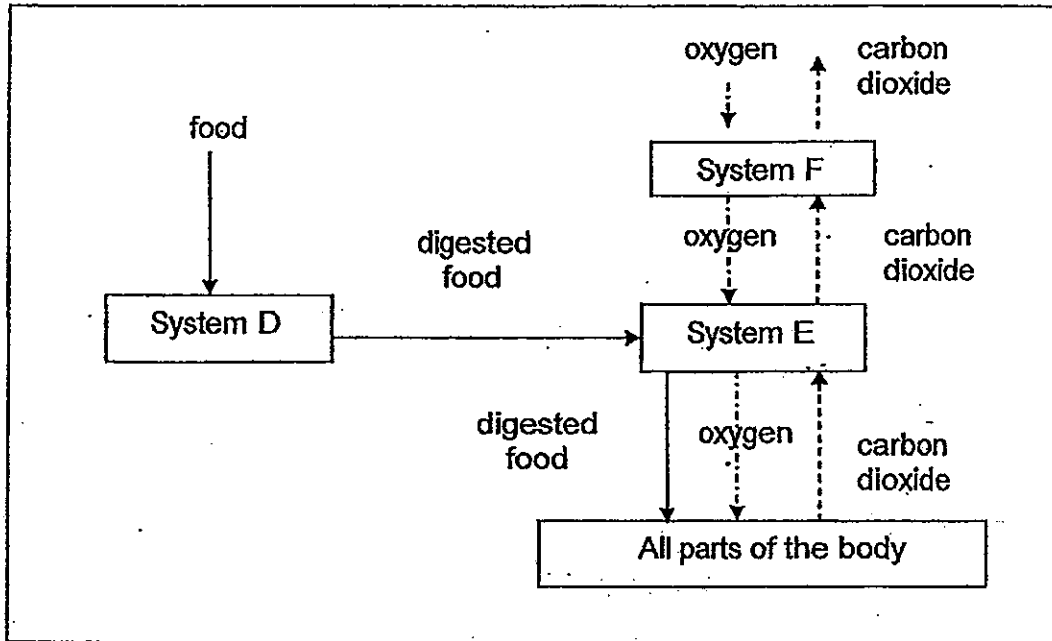 oxygen
carbon
dioxide
food
System F
digested
food
oxygen
carbon
dioxide
System D
System E
digested
food
oxygen
carbon
dioxide
All parts of the body